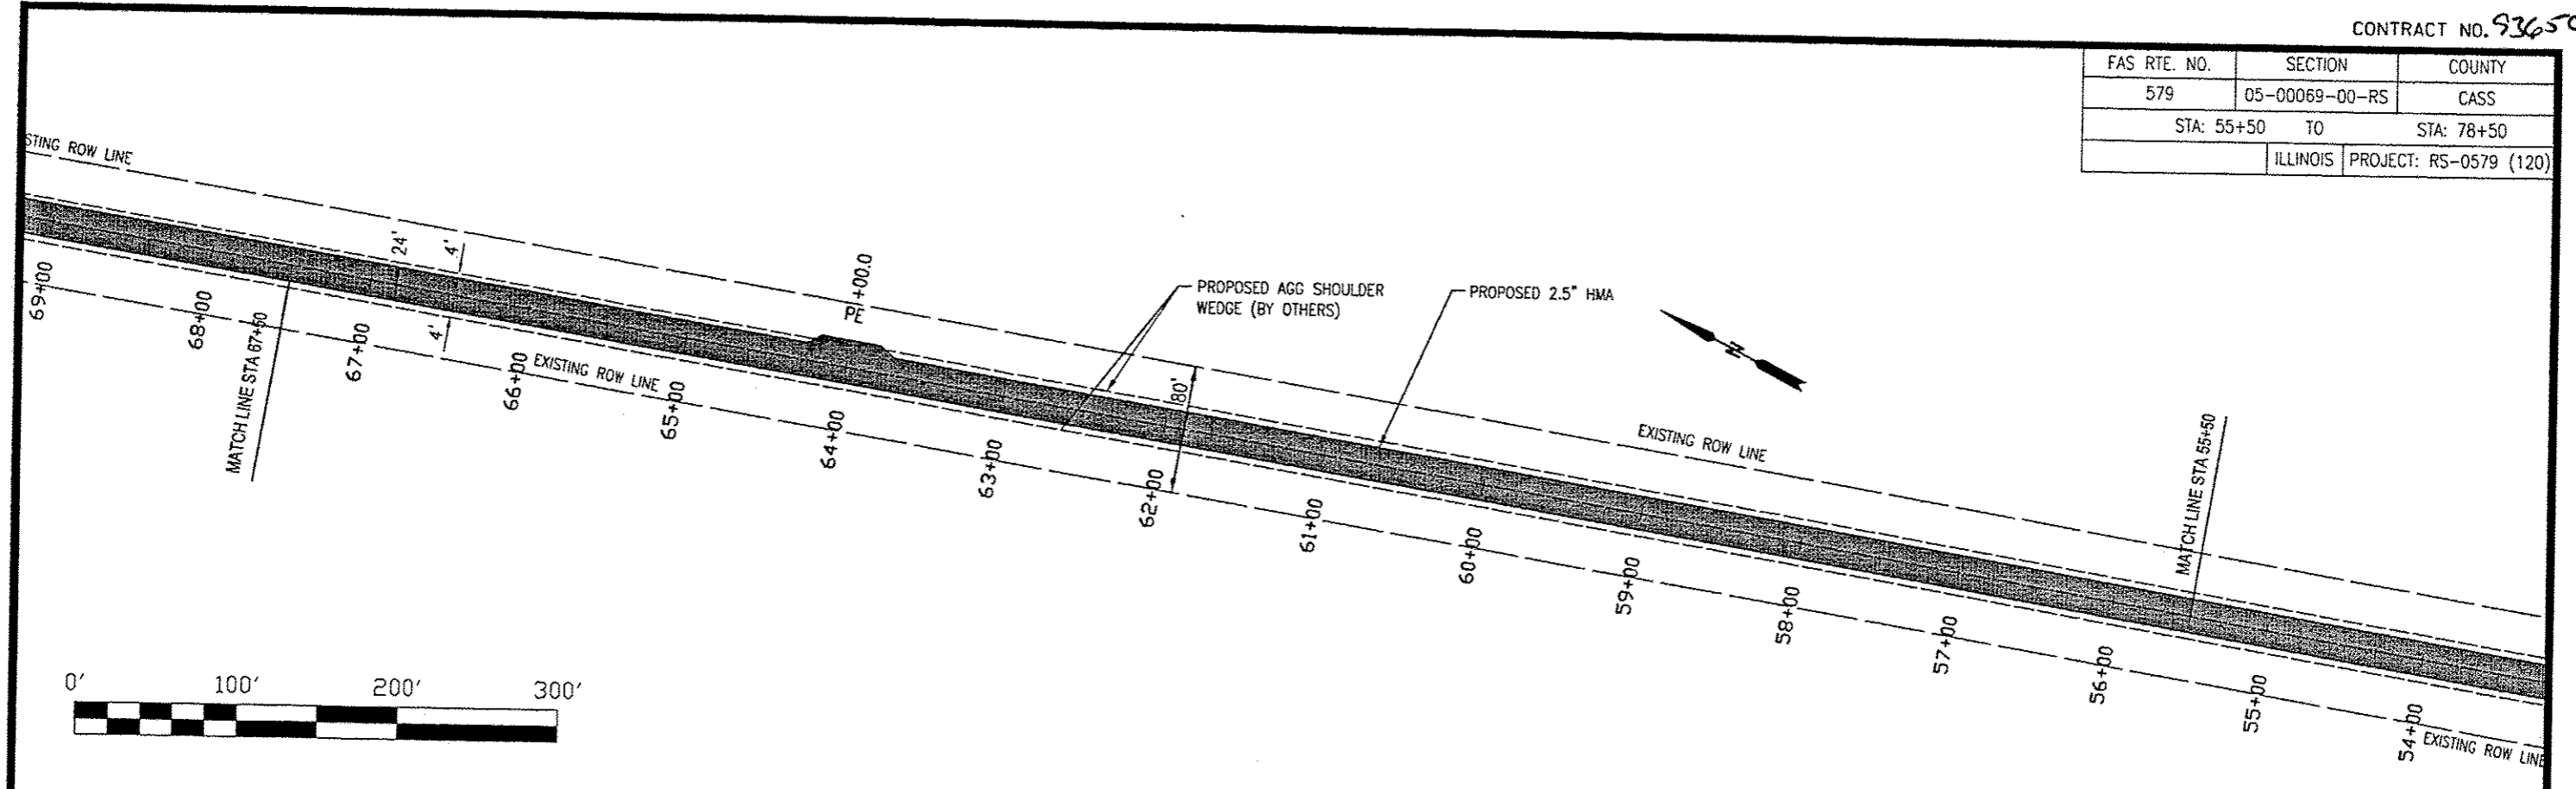 CONTRACT NO. 93650
FAS RTE. NO. SECTION COUNTY
579 05-00069-00-RS CASS
STA: 55+50 TO STA: 78+50
ILLINOIS PROJECT: RS-0579 (120)
STING ROW LINE
24'
4'
4'
+00.0
PE
PROPOSED AGG SHOULDER
WEDGE (BY OTHERS)
PROPOSED 2.5" HMA
N
80'
EXISTING ROW LINE
EXISTING ROW LINE
MATCH LINE STA 67+50
MATCH LINE STA 55+50
69+00
68+00
67+00
66+00
65+00
64+00
63+00
62+00
61+00
60+00
59+00
58+00
57+00
56+00
55+00
54+00
EXISTING ROW LINE
0' 100' 200' 300'